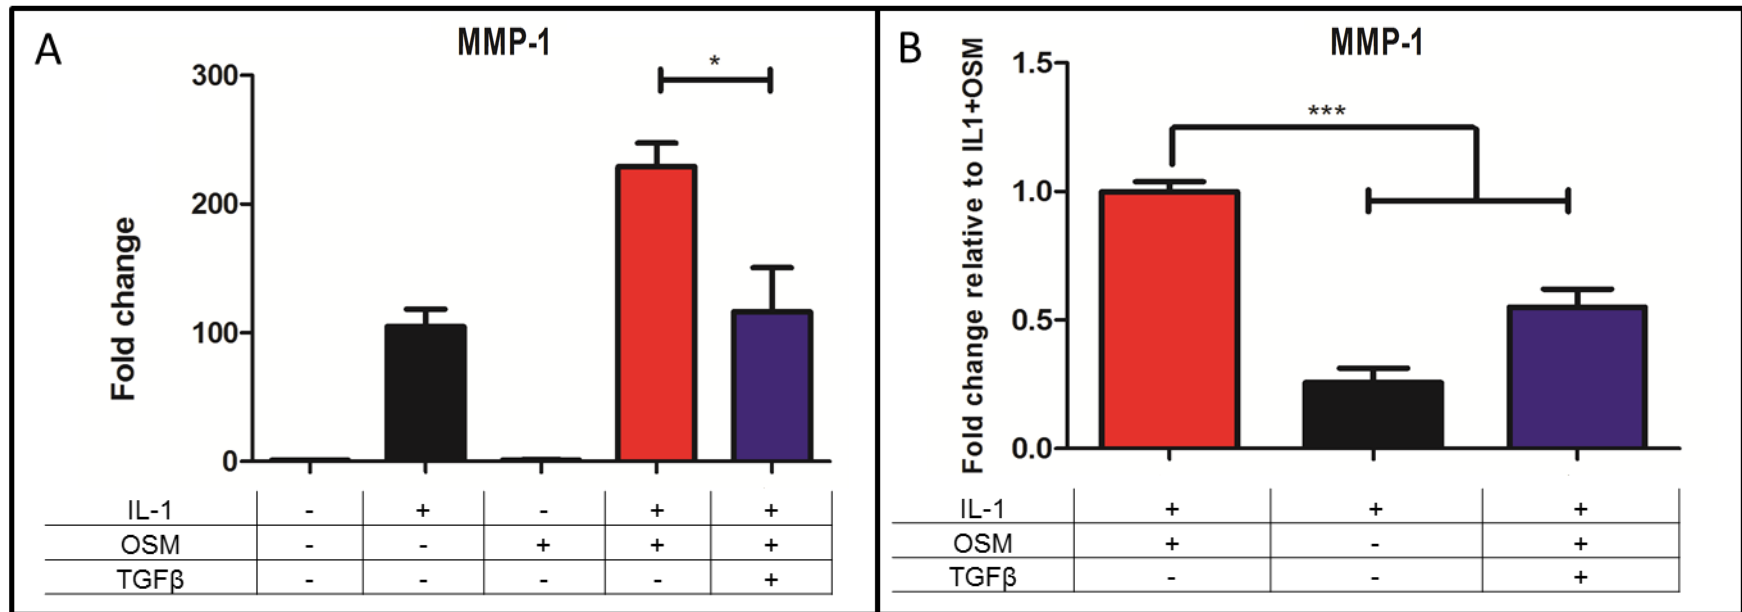 A
MMP-1
*
Fold change
300
200
100
0
IL-1 - + - + +
OSM - - + + +
TGFβ - - - - +
B
MMP-1
***
Fold change relative to IL1+OSM
1.5
1.0
0.5
0.0
IL-1 + + +
OSM + - +
TGFβ - - +